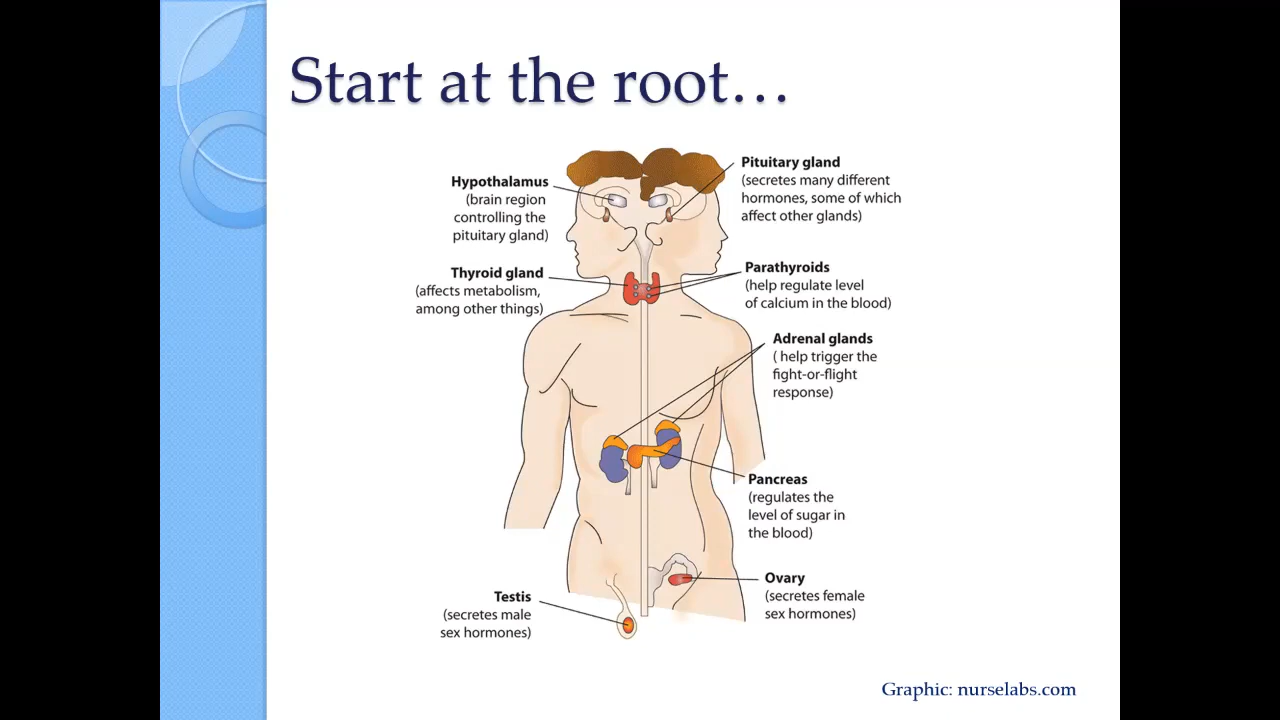 Start at the root…
Hypothalamus
(brain region
controlling the
pituitary gland)
Pituitary gland
(secretes many different
hormones, some of which
affect other glands)
Thyroid gland
(affects metabolism,
among other things)
Parathyroids
(help regulate level
of calcium in the blood)
Adrenal glands
( help trigger the
fight-or-flight
response)
Pancreas
(regulates the
level of sugar in
the blood)
Ovary
(secretes female
sex hormones)
Testis
(secretes male
sex hormones)
Graphic: nurselabs.com